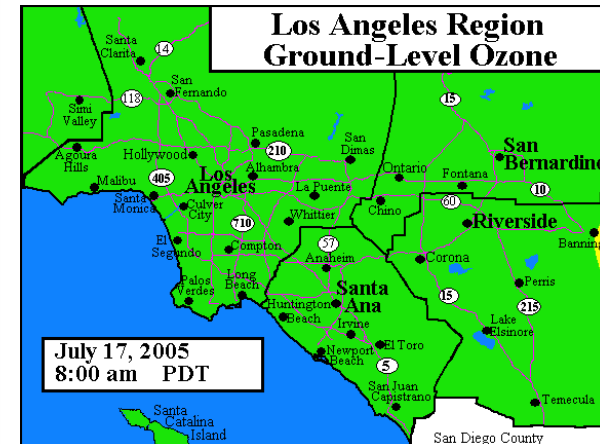 Los Angeles Region
Ground-Level Ozone
Santa
Clarita
14
San
Fernando
118
Simi
Valley
15
Pasadena
San
Dimas
San
Bernardino
Agoura
Hills
Hollywood
210
Alhambra
Ontario
Fontana
Malibu
405
Los
Angeles
La Puente
10
Santa
Monica
Culver
City
Chino
60
Whittier
Riverside
710
El
Segundo
Compton
57
Anaheim
Corona
Banning
Palos
Verdes
Long
Beach
Santa
Ana
Perris
Huntington
Beach
15
215
Irvine
Lake
Elsinore
El Toro
Newport
Beach
5
July 17, 2005
8:00 am PDT
San Juan
Capistrano
Temecula
Santa
Catalina
Island
San Diego County